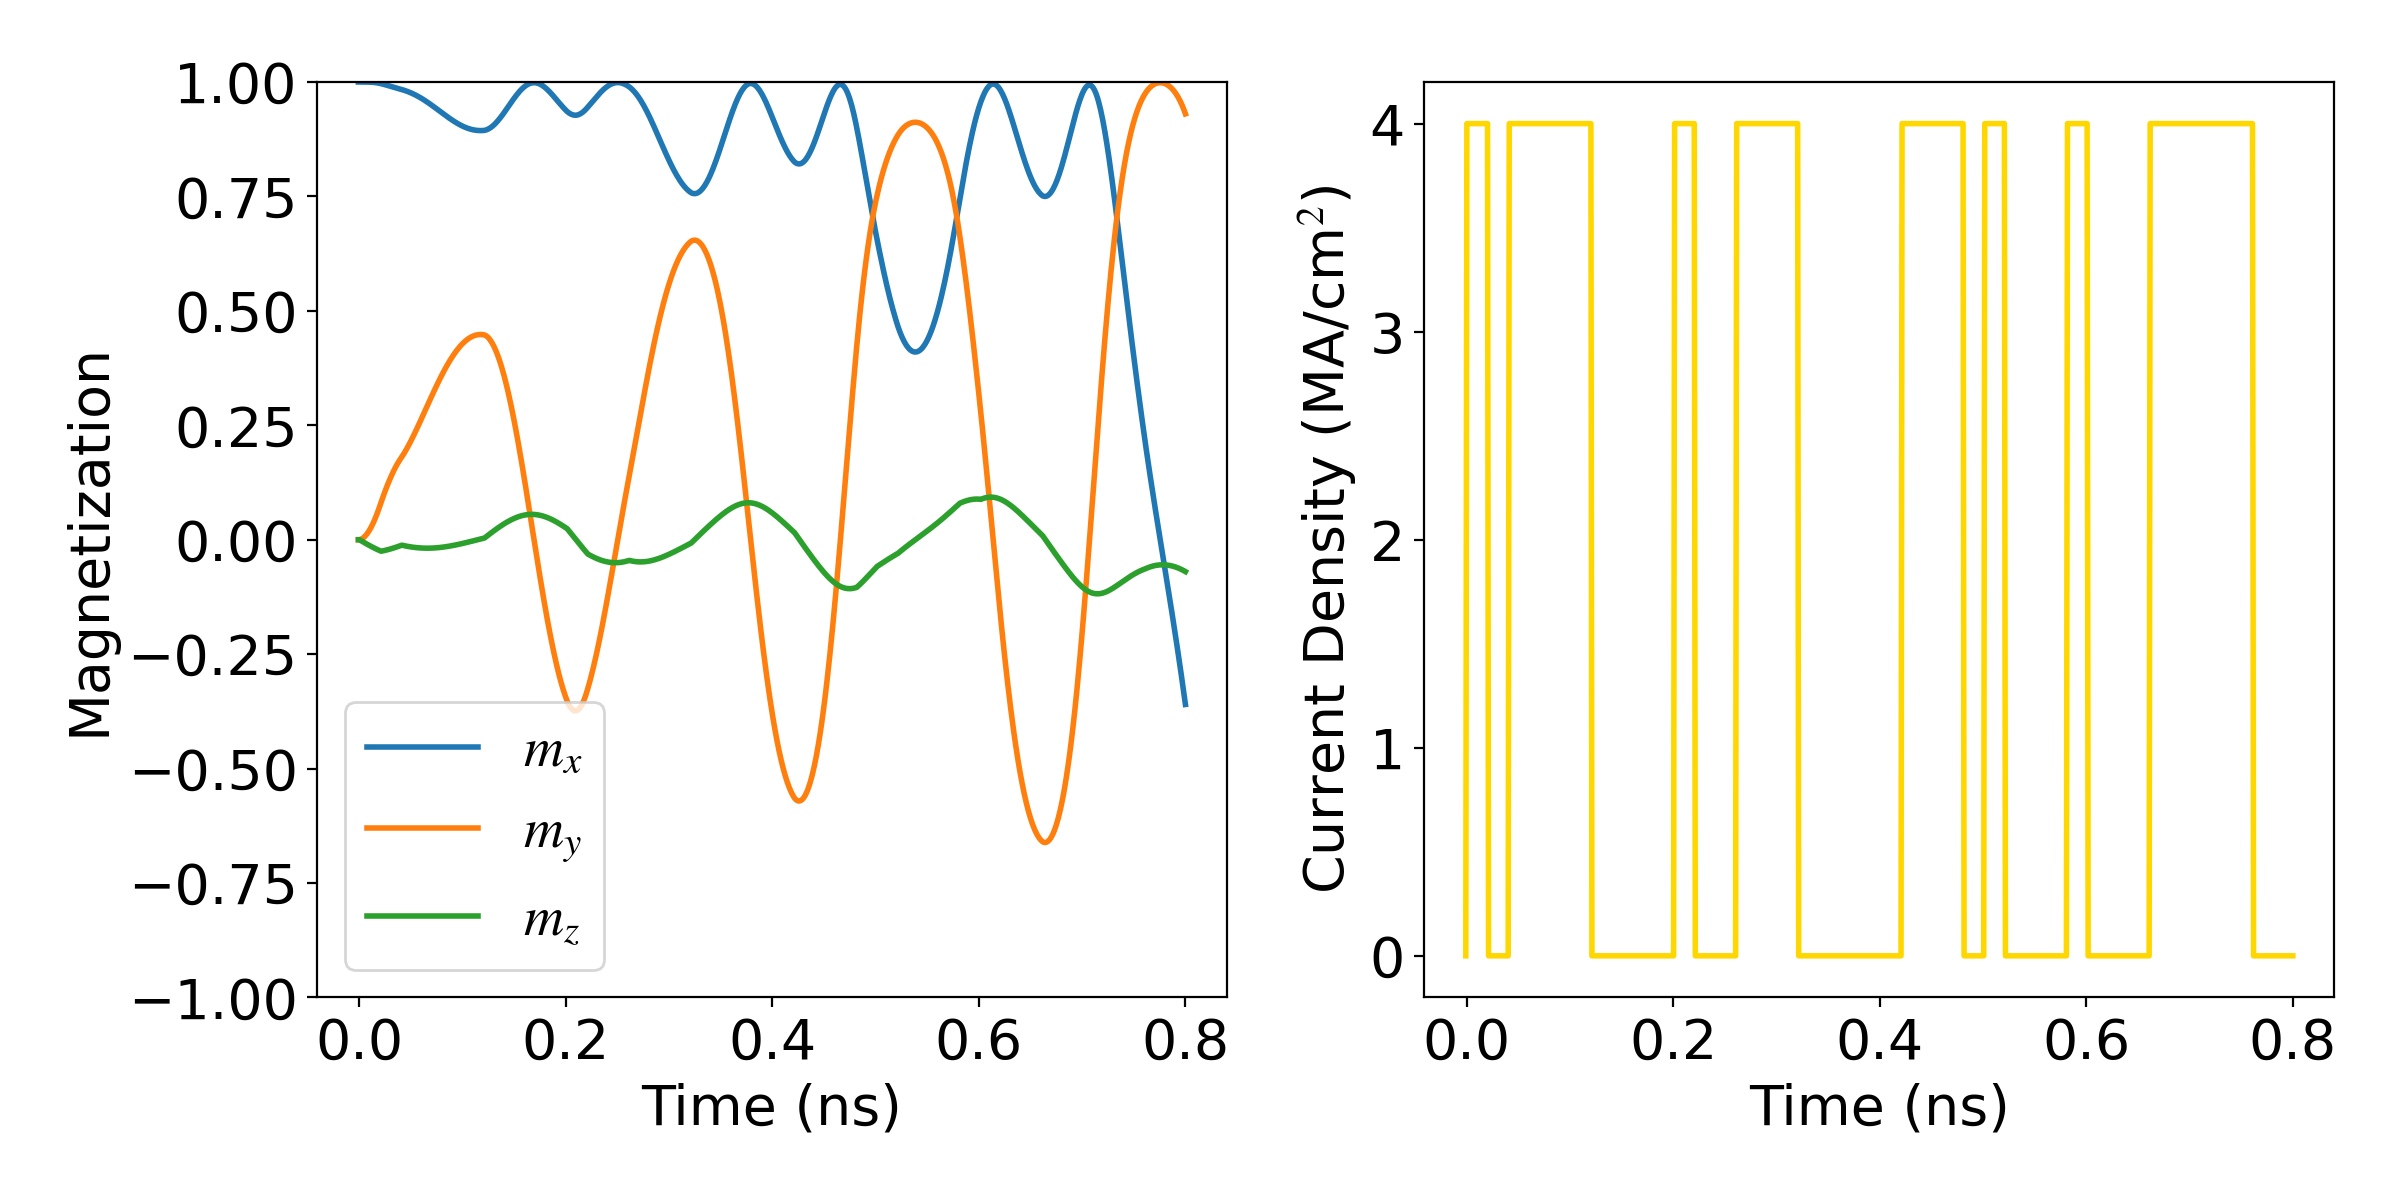 Magnetization
1.00
0.75
0.50
0.25
0.00
−0.25
−0.50
−0.75
−1.00
0.0 0.2 0.4 0.6 0.8
Time (ns)
m_x
m_y
m_z
Current Density (MA/cm²)
4
3
2
1
0
0.0 0.2 0.4 0.6 0.8
Time (ns)